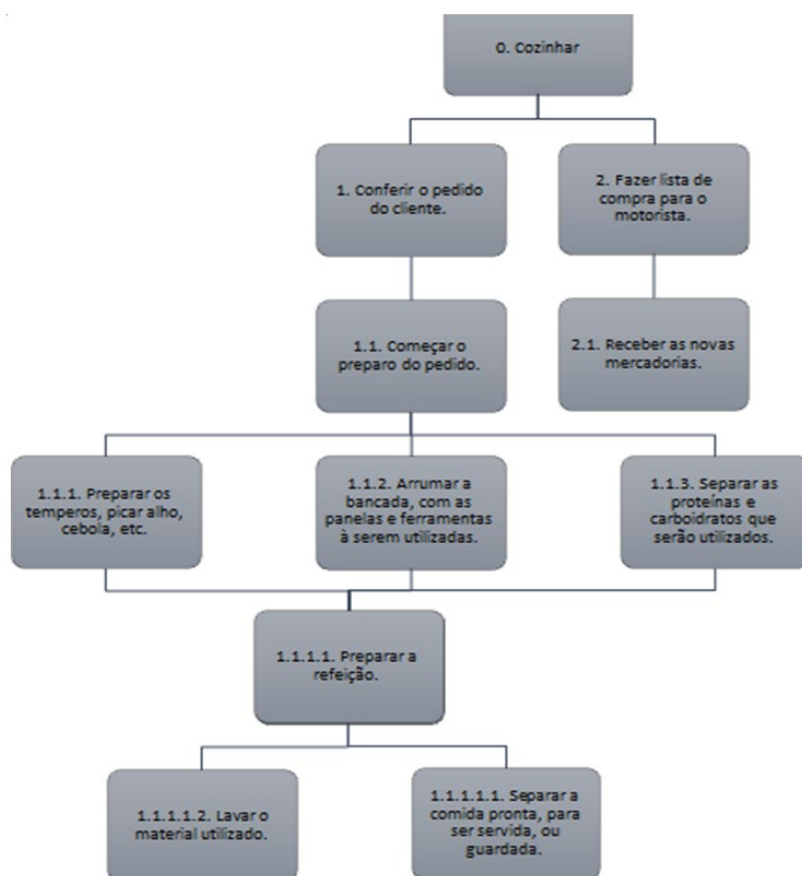 0. Cozinhar
1. Conferir o pedido
do cliente.
2. Fazer lista de
compra para o
motorista.
1.1. Começar o
preparo do pedido.
2.1. Receber as novas
mercadorias.
1.1.1. Preparar os
temperos, picar alho,
cebola, etc.
1.1.2. Arrumar a
bancada, com as
panelas e ferramentas
à serem utilizadas.
1.1.3. Separar as
proteínas e
carboidratos que
serão utilizados.
1.1.1.1. Preparar a
refeição.
1.1.1.1.2. Lavar o
material utilizado.
1.1.1.1.1. Separar a
comida pronta, para
ser servida, ou
guardada.